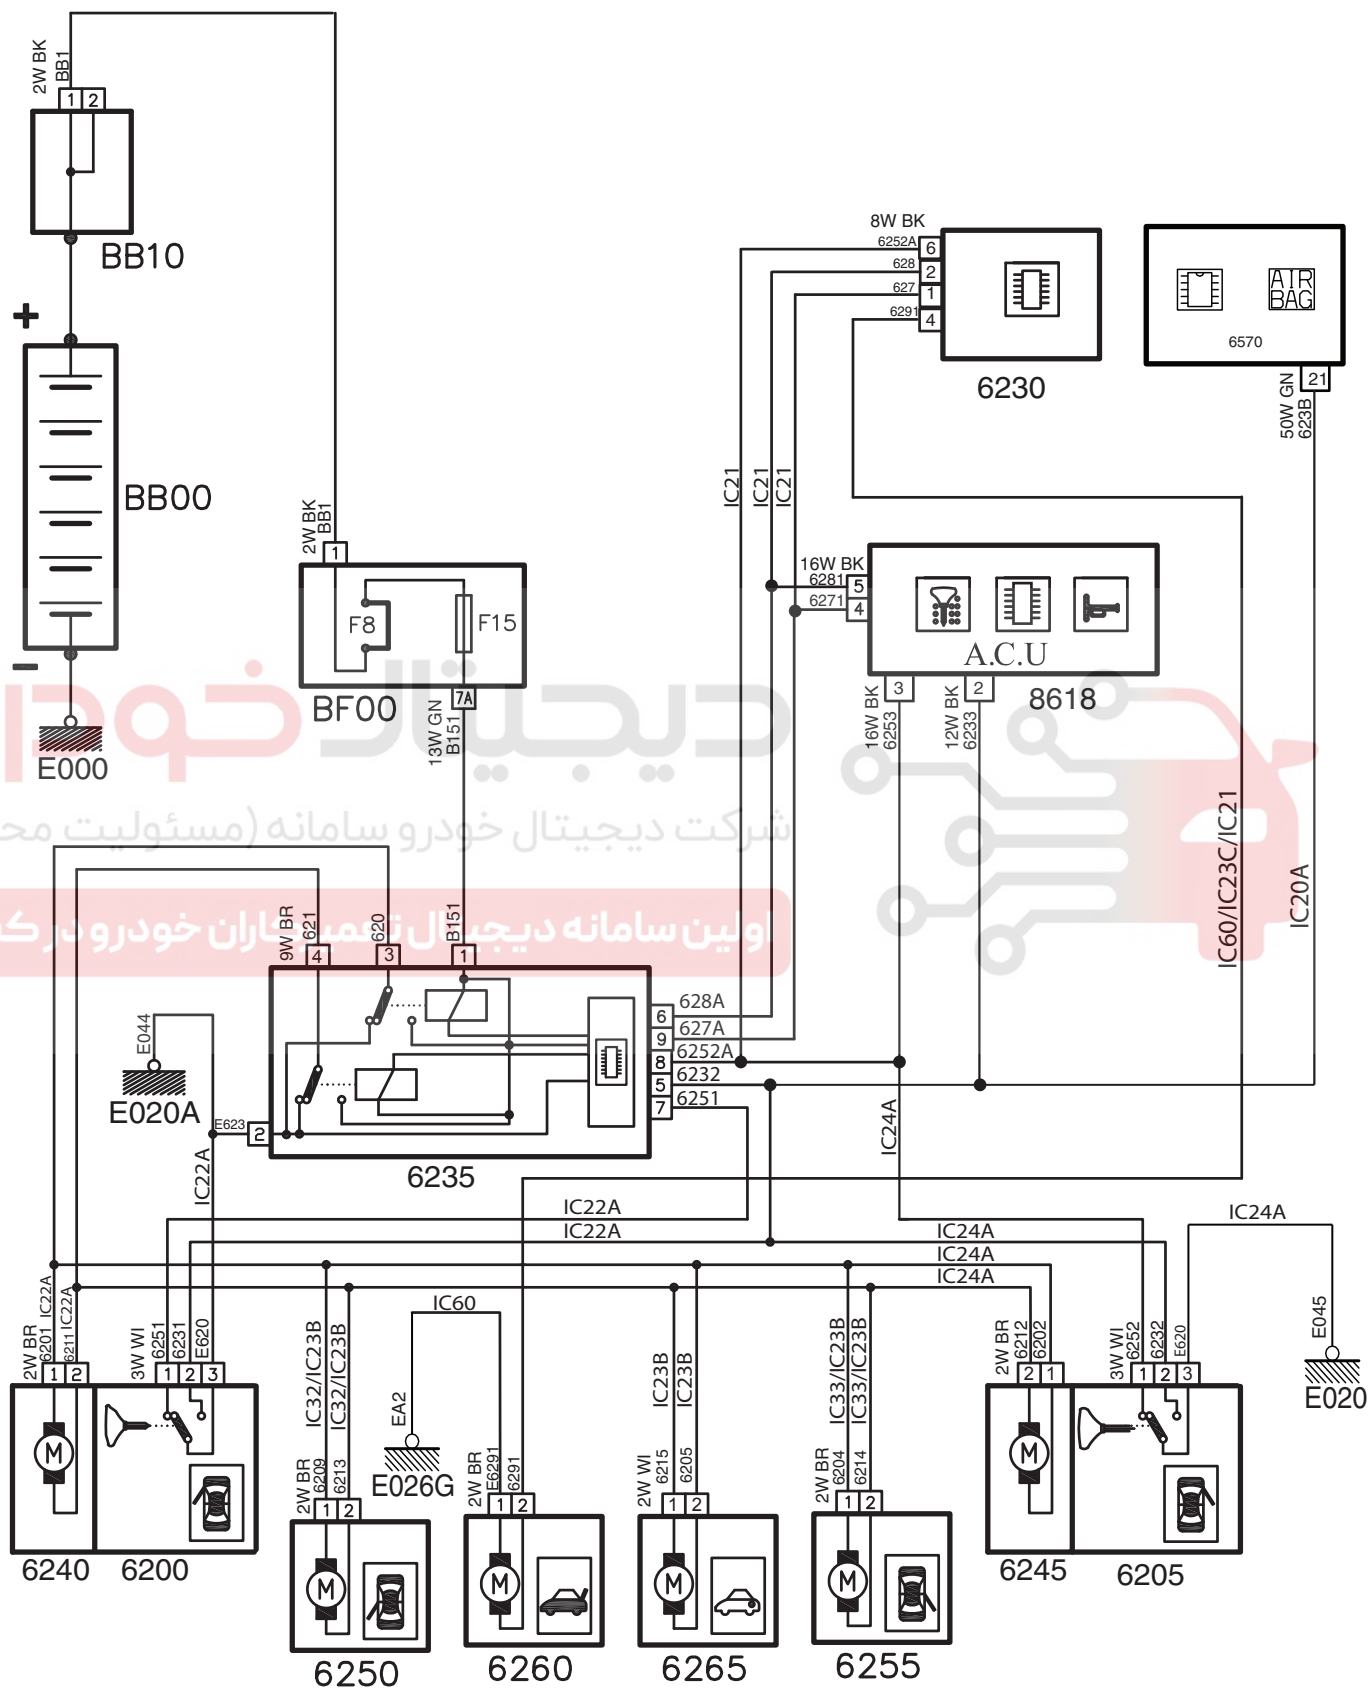 2W BK
BB1
1 2
BB10
+
BB00
−
E000
2W BK
BB1
1
F8
F15
BF00
7A
13W GN
B151
8W BK
6252A
6
628
2
627
1
6291
4
6230
AIR
BAG
6570
21
50W GN
623B
IC21
IC21
IC21
16W BK
6281
5
6271
4
A.C.U
8618
3
2
16W BK
6253
12W BK
6233
دیجیتال خودر
شرکت دیجیتال خودرو سامانه (مسئولیت مح
اولین سامانه دیجیتال تعمیرکاران خودرو در ک
IC60/IC23C/IC21
IC20A
9W BR
621
4
620
3
B151
1
E044
E020A
E623
2
IC22A
628A
6
627A
9
6252A
8
6232
5
6251
7
6235
IC24A
IC22A
IC22A
IC24A
IC24A
IC24A
IC24A
2W BR
6201
IC22A
6211
IC22A
1 2
M
6240
3W WI
6251
6231
E620
1 2 3
6200
IC32/IC23B
IC32/IC23B
2W BR
6209
6213
1 2
M
6250
IC60
EA2
E026G
2W BR
E6291
6291
1 2
M
6260
IC23B
IC23B
2W WI
6215
6205
1 2
M
6265
IC33/IC23B
IC33/IC23B
2W BR
6204
6214
1 2
M
6255
2W BR
6212
6202
2 1
M
6245
3W WI
6252
6232
E620
1 2 3
6205
E045
E020